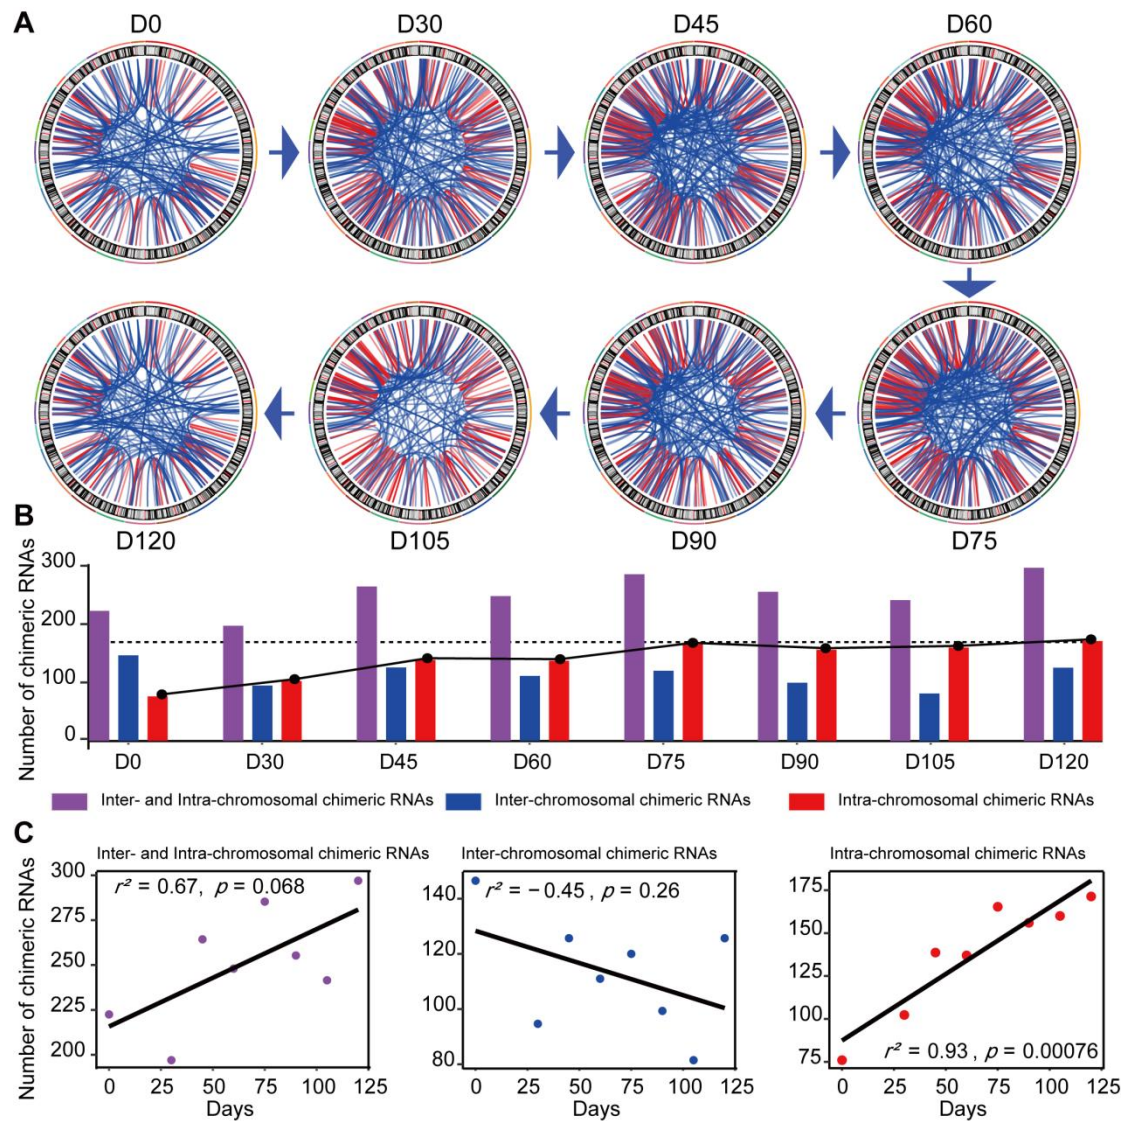 A
D0 D30 D45 D60
D120 D105 D90 D75
B
Number of chimeric RNAs
300
200
100
0
D0 D30 D45 D60 D75 D90 D105 D120
Inter- and Intra-chromosomal chimeric RNAs Inter-chromosomal chimeric RNAs Intra-chromosomal chimeric RNAs
C
Number of chimeric RNAs
Inter- and Intra-chromosomal chimeric RNAs
r² = 0.67, p = 0.068
300
275
250
225
200
0 25 50 75 100 125
Days
Inter-chromosomal chimeric RNAs
r² = −0.45, p = 0.26
140
120
100
80
0 25 50 75 100 125
Days
Intra-chromosomal chimeric RNAs
175
150
125
100
75
r² = 0.93, p = 0.00076
0 25 50 75 100 125
Days